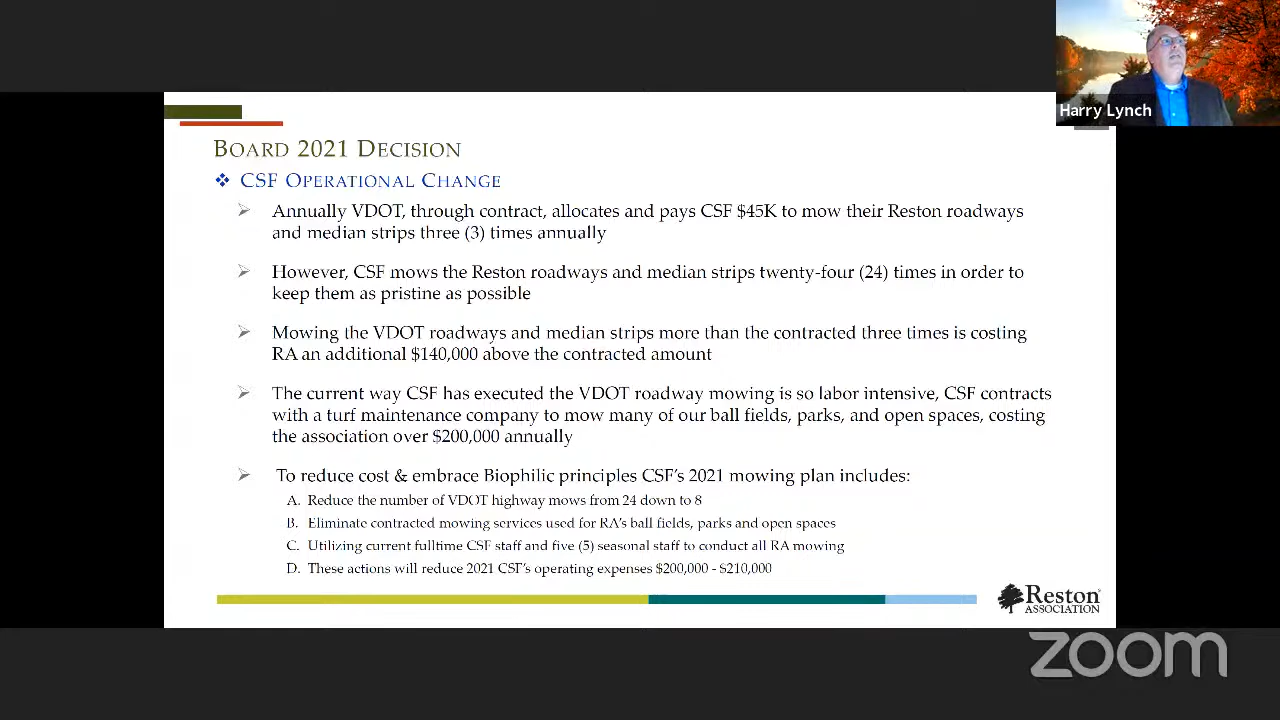 Harry Lynch
BOARD 2021 DECISION
CSF OPERATIONAL CHANGE
Annually VDOT, through contract, allocates and pays CSF $45K to mow their Reston roadways
and median strips three (3) times annually
However, CSF mows the Reston roadways and median strips twenty-four (24) times in order to
keep them as pristine as possible
Mowing the VDOT roadways and median strips more than the contracted three times is costing
RA an additional $140,000 above the contracted amount
The current way CSF has executed the VDOT roadway mowing is so labor intensive, CSF contracts
with a turf maintenance company to mow many of our ball fields, parks, and open spaces, costing
the association over $200,000 annually
To reduce cost & embrace Biophilic principles CSF's 2021 mowing plan includes:
A. Reduce the number of VDOT highway mows from 24 down to 8
B. Eliminate contracted mowing services used for RA's ball fields, parks and open spaces
C. Utilizing current fulltime CSF staff and five (5) seasonal staff to conduct all RA mowing
D. These actions will reduce 2021 CSF's operating expenses $200,000 - $210,000
Reston
ASSOCIATION
zoom